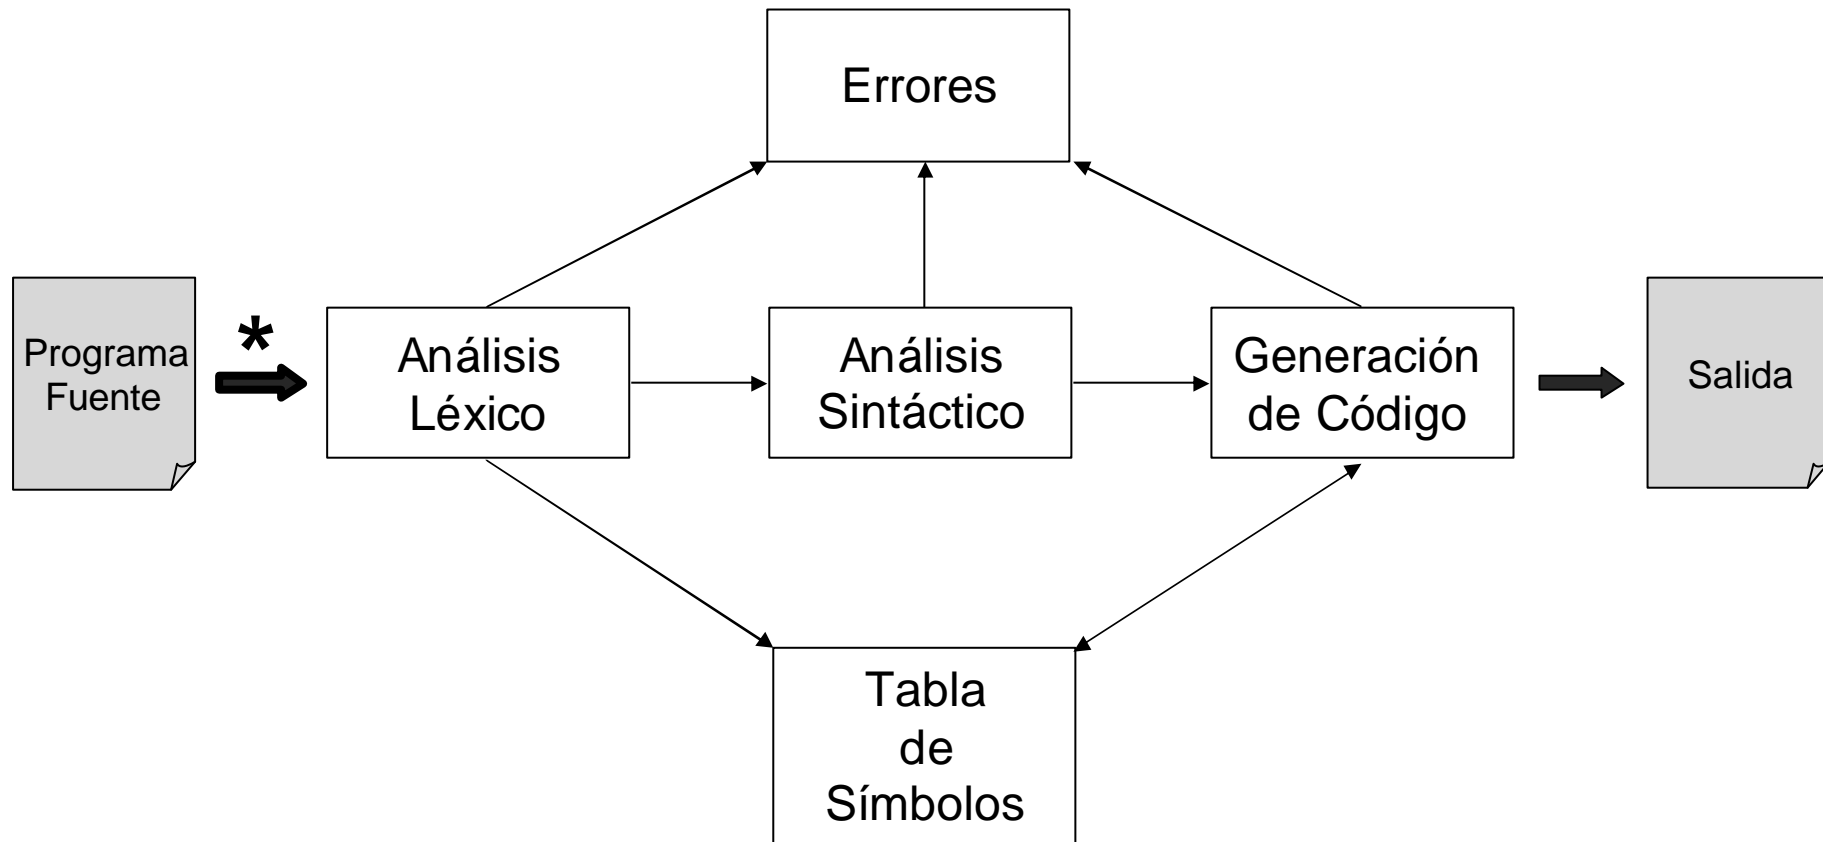 Errores
Programa
Fuente
*
Análisis
Léxico
Análisis
Sintáctico
Generación
de Código
Salida
Tabla
de
Símbolos